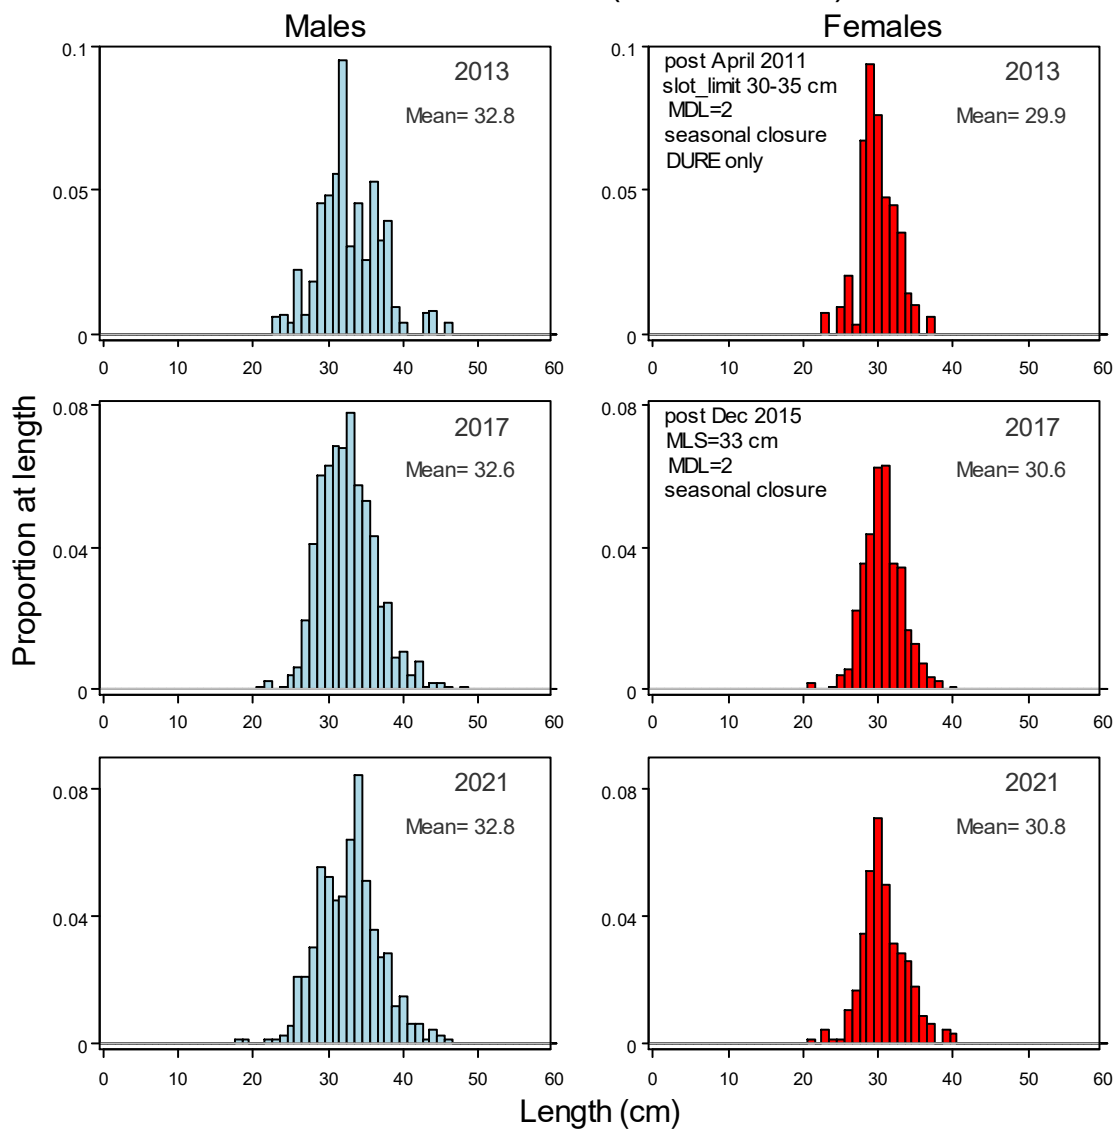 Males
Females
0.1
0.05
0
2013
Mean= 32.8
0 10 20 30 40 50 60
post April 2011
slot_limit 30-35 cm
MDL=2
seasonal closure
DURE only
2013
Mean= 29.9
0 10 20 30 40 50 60
Proportion at length
0.08
0.04
0
2017
Mean= 32.6
0 10 20 30 40 50 60
0.08
0.04
0
post Dec 2015
MLS=33 cm
MDL=2
seasonal closure
2017
Mean= 30.6
0 10 20 30 40 50 60
0.08
0.04
0
2021
Mean= 32.8
0 10 20 30 40 50 60
0.08
0.04
0
2021
Mean= 30.8
0 10 20 30 40 50 60
Length (cm)